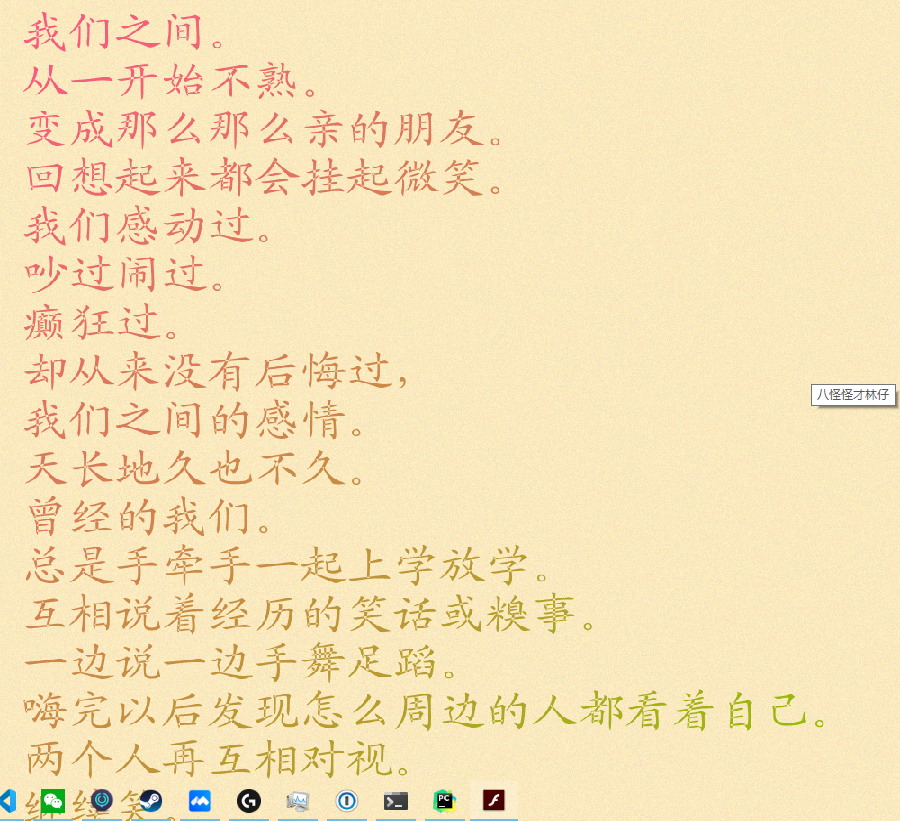 我们之间。
从一开始不熟。
变成那么那么亲的朋友。
回想起来都会挂起微笑。
我们感动过。
吵过闹过。
癫狂过。
却从来没有后悔过，
我们之间的感情。
天长地久也不久。
曾经的我们。
总是手牵手一起上学放学。
互相说着经历的笑话或糗事。
一边说一边手舞足蹈。
嗨完以后发现怎么周边的人都看着自己。
两个人再互相对视。
继续笑。
八怪怪才林仔
PC